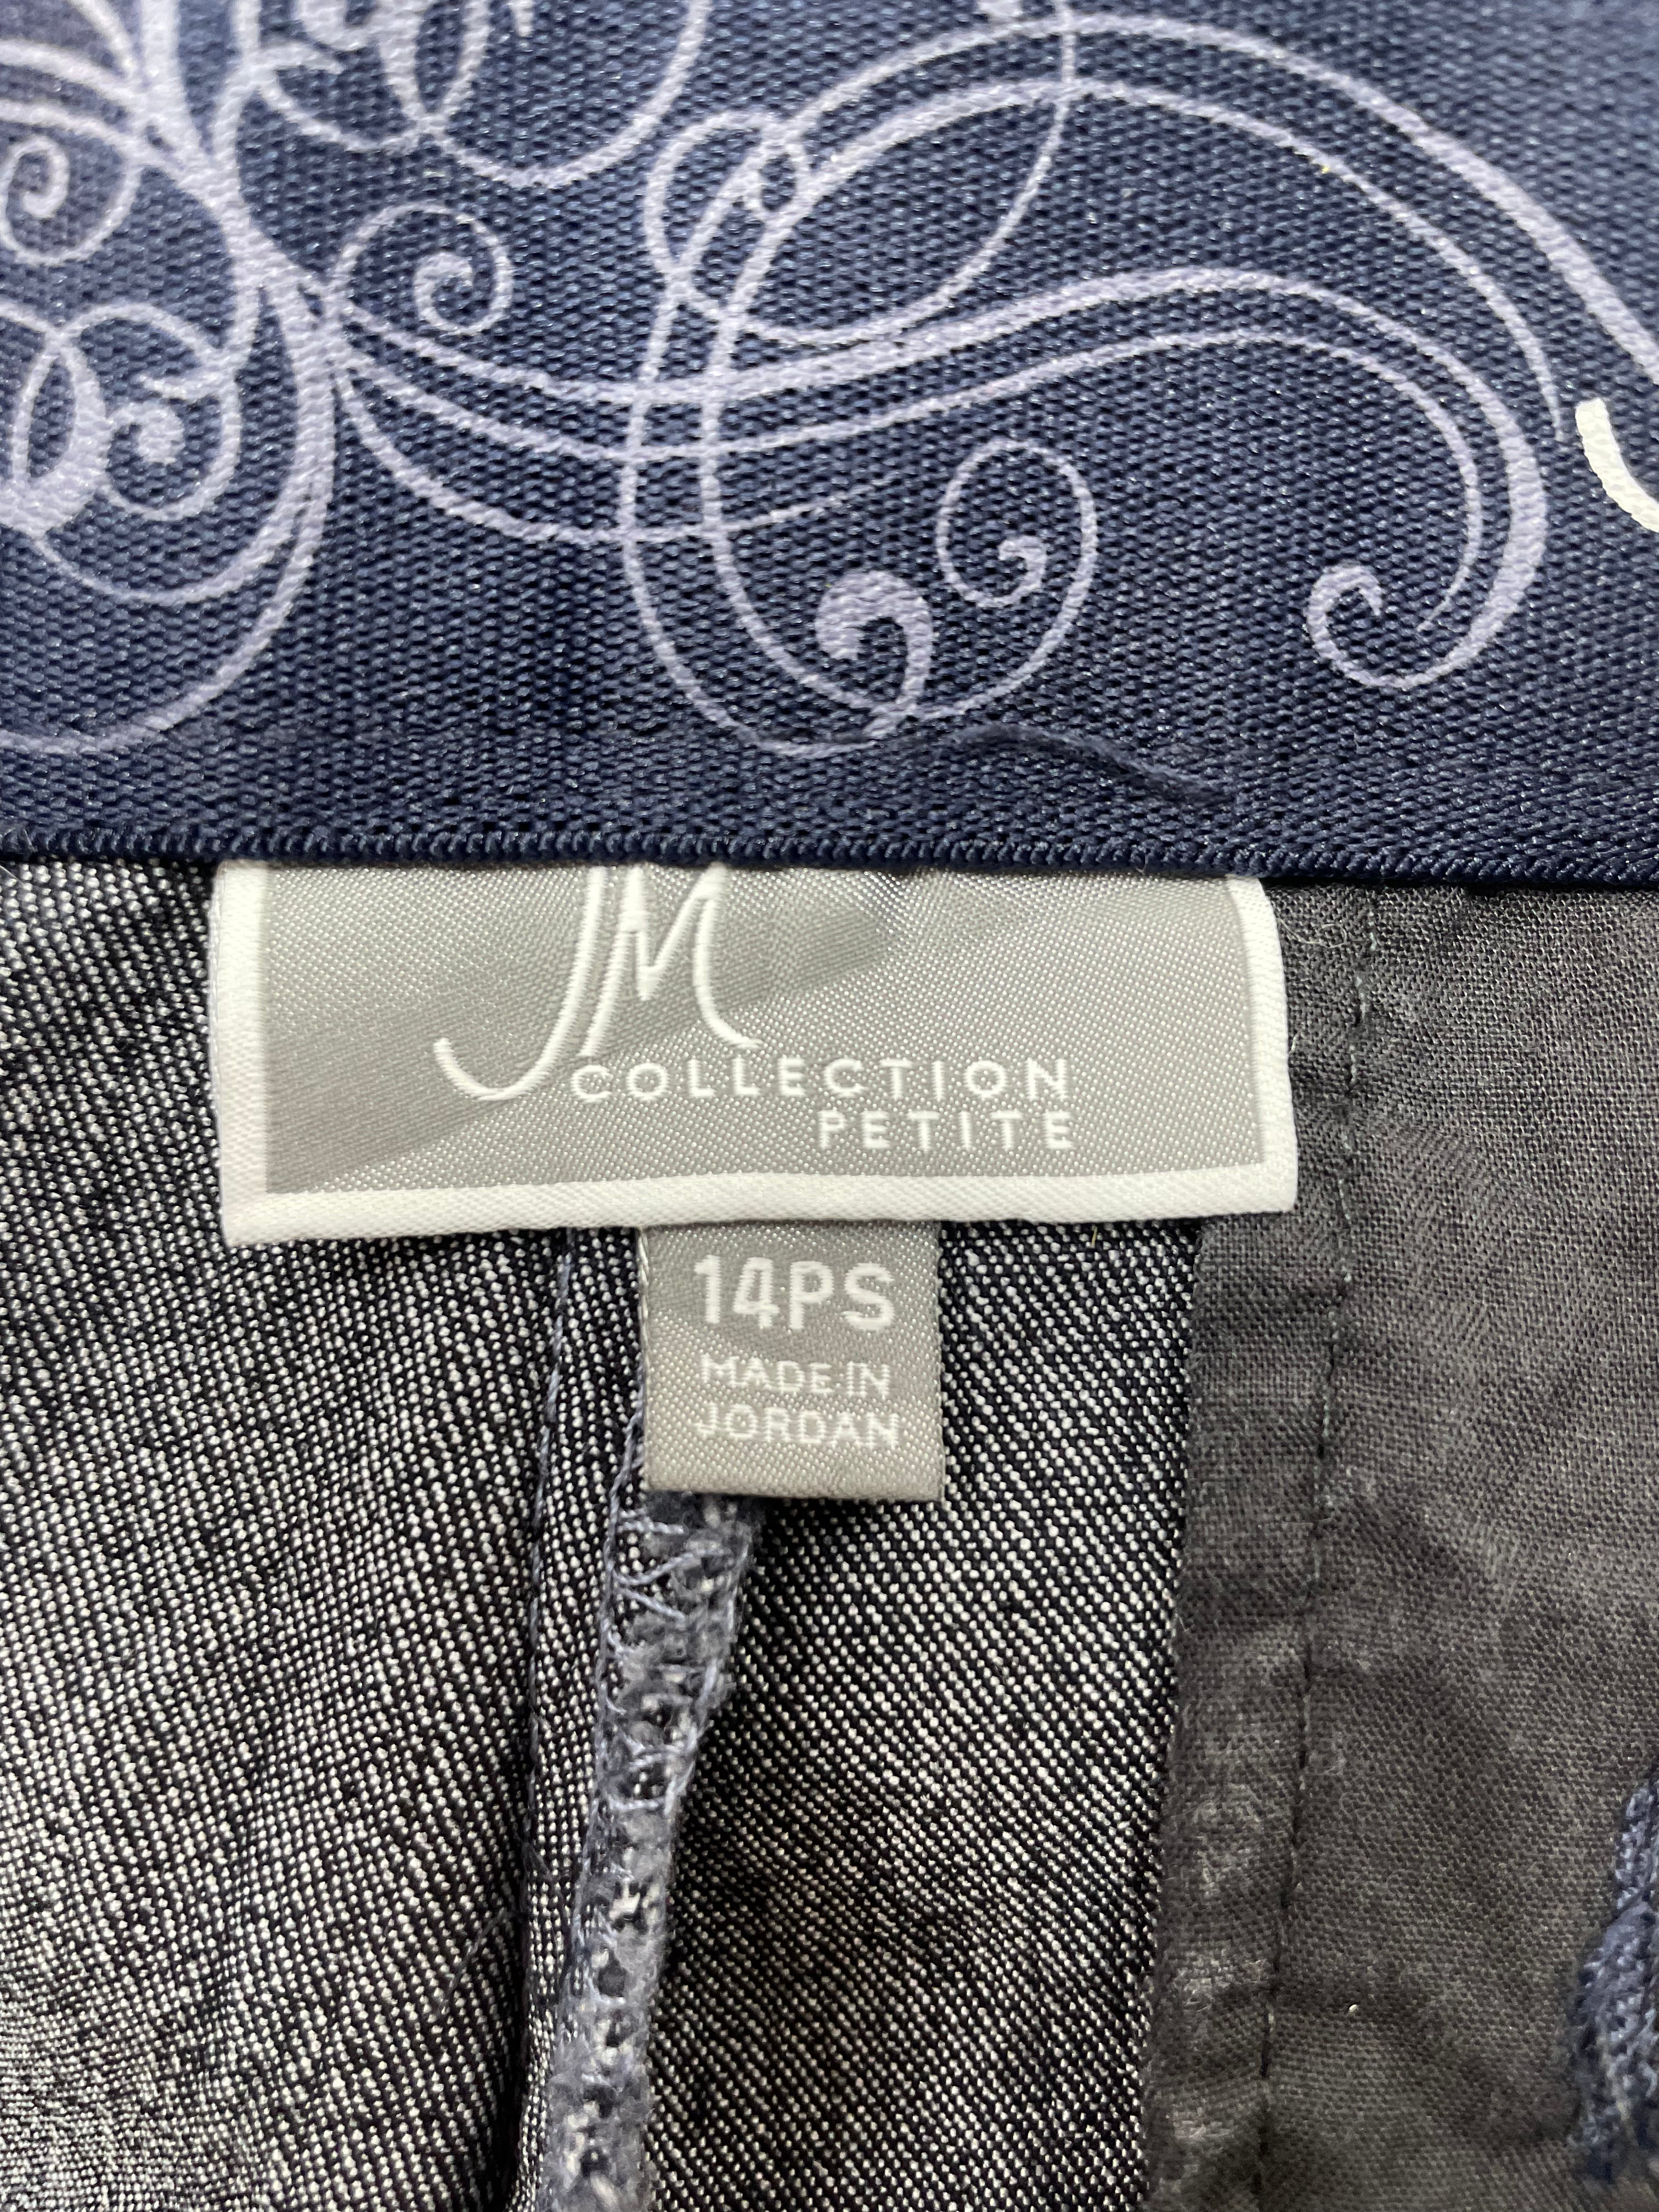 JM
COLLECTION
PETITE
14PS
MADE IN
JORDAN